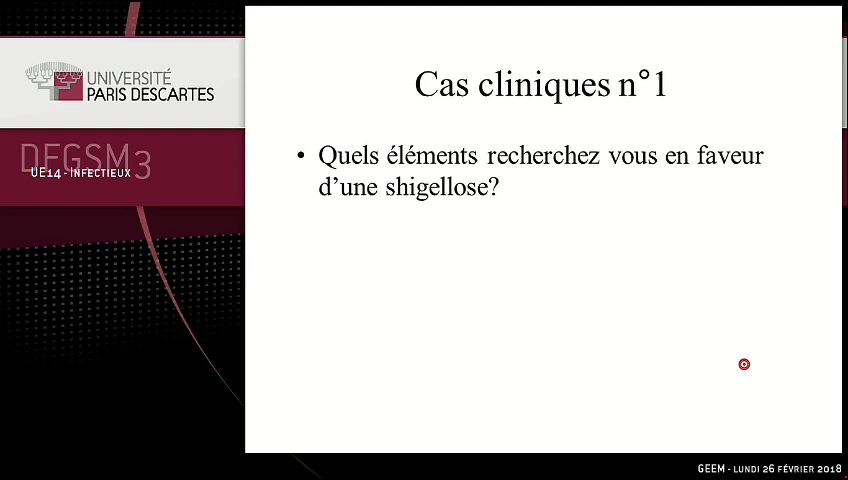 UNIVERSITÉ
PARIS DESCARTES
DFGSM3
UE14 - INFECTIEUX
Cas cliniques n°1
• Quels éléments recherchez vous en faveur
d’une shigellose?
GEEM - LUNDI 26 FÉVRIER 2018